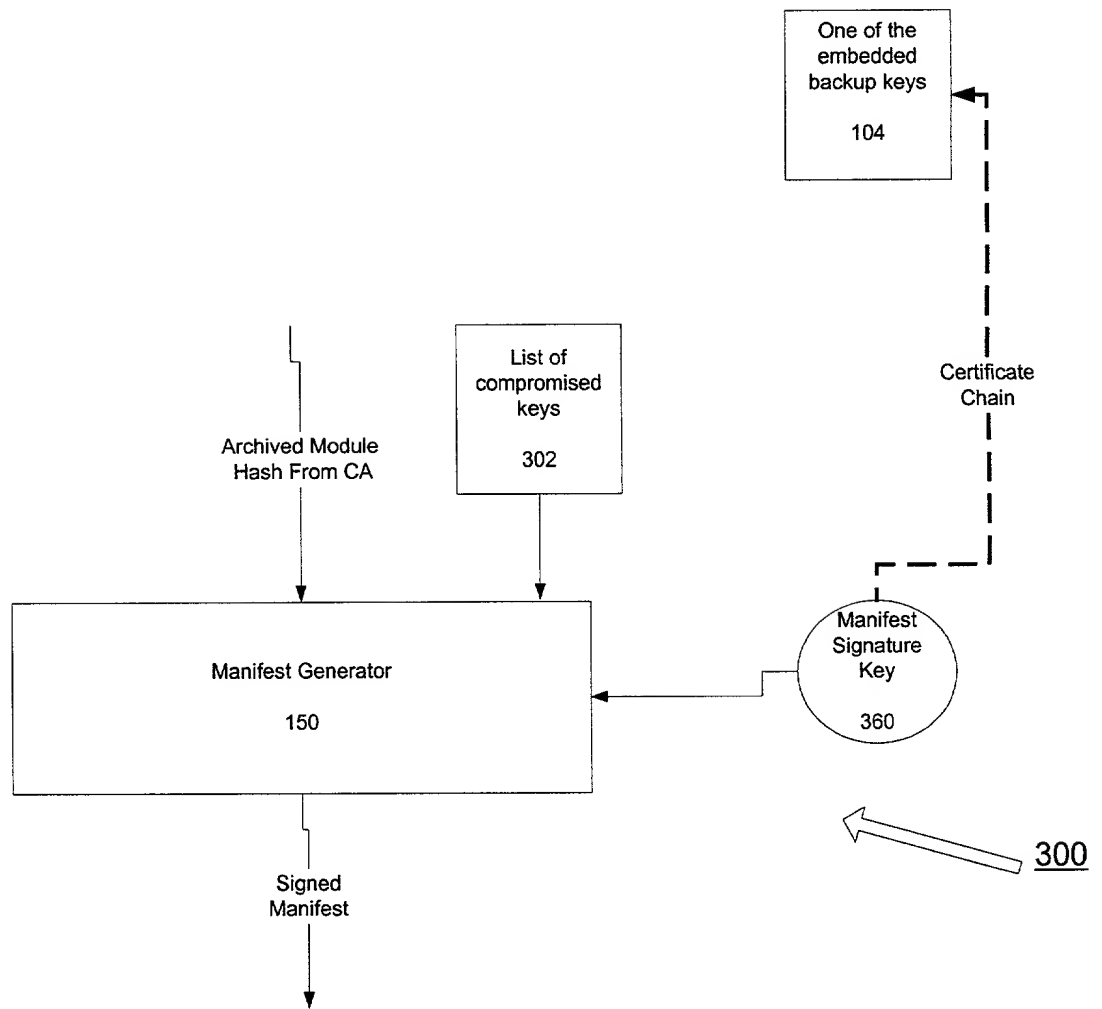 One of the
embedded
backup keys
104
Certificate
Chain
List of
compromised
keys
302
Archived Module
Hash From CA
Manifest Generator
150
Manifest
Signature
Key
360
300
Signed
Manifest